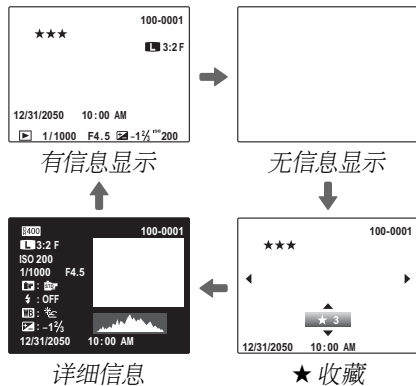 100-0001
★★★
L 3:2 F
12/31/2050 10:00 AM
1/1000 F4.5 -1⅔ ISO 200
有信息显示
无信息显示
R400 100-0001
L 3:2 F
ISO 200
1/1000 F4.5
: OFF
WB :
: -1⅔
12/31/2050 10:00 AM
详细信息
100-0001
★★★
★ 3
12/31/2050 10:00 AM
★ 收藏